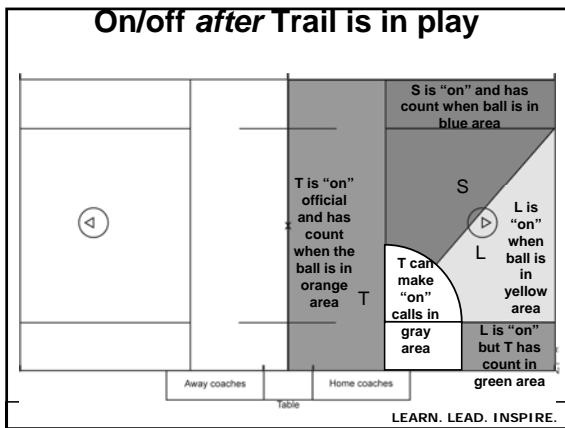 On/off after Trail is in play
S is “on” and has
count when ball is in
blue area
S
T is “on”
official and has
count
when the
ball is in
orange
area
T
L is
“on”
when
ball is
in
yellow
area
L
T can
make
“on”
calls in
gray
area
L is “on”
but T has
count in
green area
Away coaches
Home coaches
Table
LEARN. LEAD. INSPIRE.